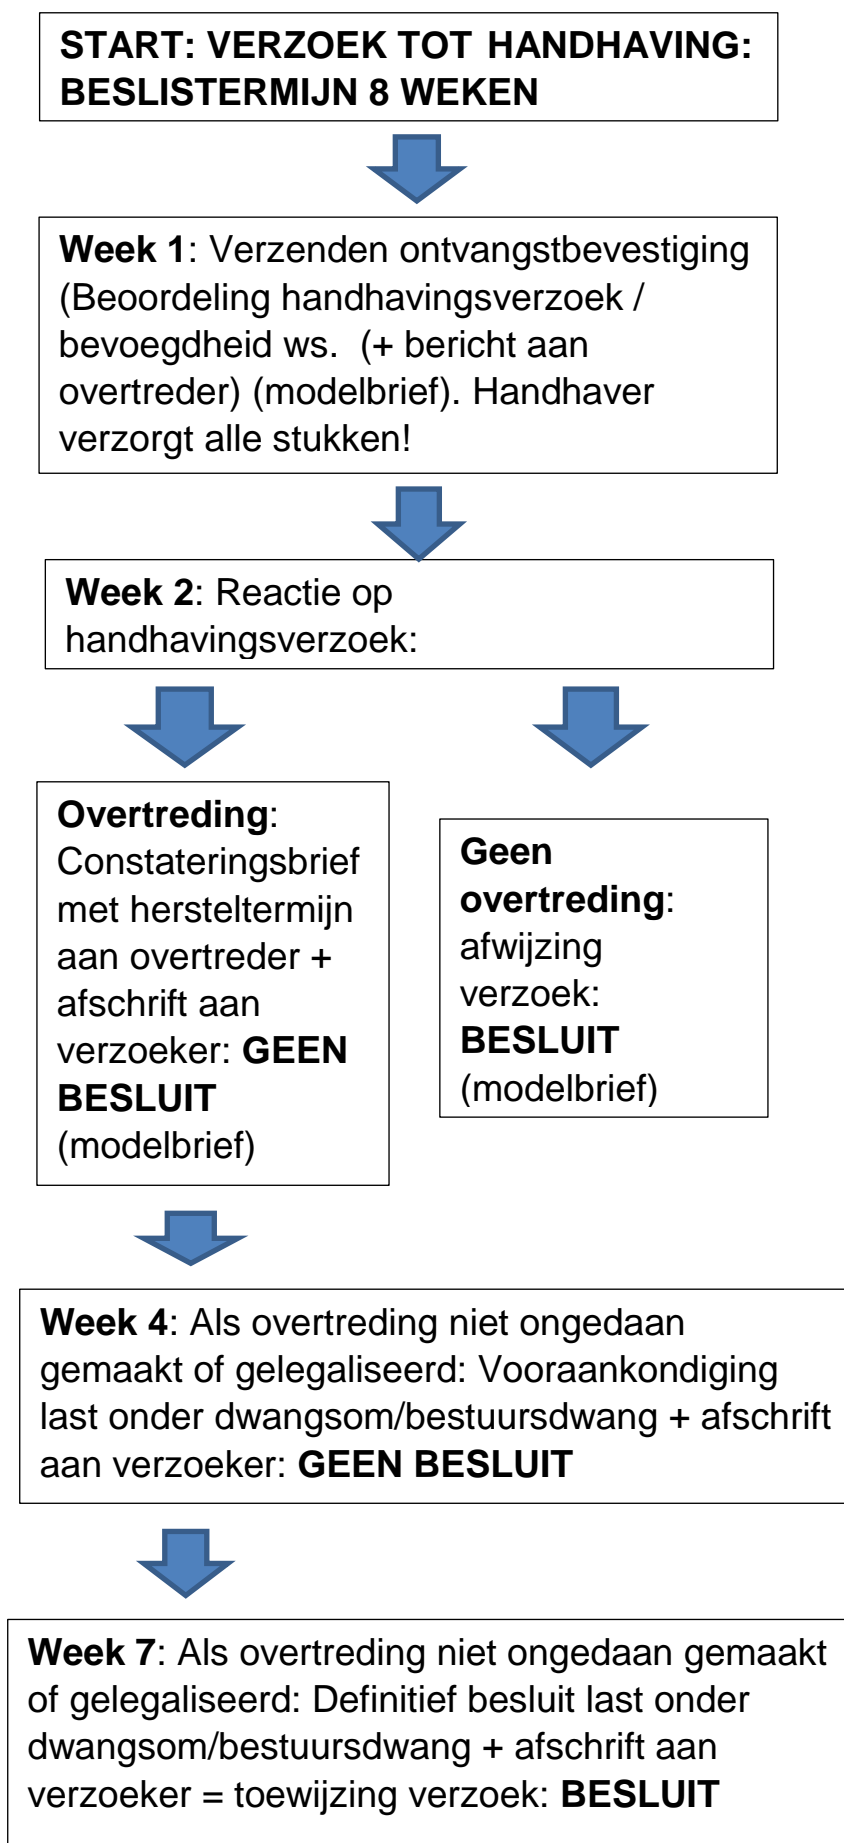 START: VERZOEK TOT HANDHAVING:
BESLISTERMIJN 8 WEKEN
Week 1: Verzenden ontvangstbevestiging
(Beoordeling handhavingsverzoek /
bevoegdheid ws. (+ bericht aan
overtreder) (modelbrief). Handhaver
verzorgt alle stukken!
Week 2: Reactie op
handhavingsverzoek:
Overtreding:
Constateringsbrief
met hersteltermijn
aan overtreder +
afschrift aan
verzoeker: GEEN
BESLUIT
(modelbrief)
Geen
overtreding:
afwijzing
verzoek:
BESLUIT
(modelbrief)
Week 4: Als overtreding niet ongedaan
gemaakt of gelegaliseerd: Vooraankondiging
last onder dwangsom/bestuursdwang + afschrift
aan verzoeker: GEEN BESLUIT
Week 7: Als overtreding niet ongedaan gemaakt
of gelegaliseerd: Definitief besluit last onder
dwangsom/bestuursdwang + afschrift aan
verzoeker = toewijzing verzoek: BESLUIT